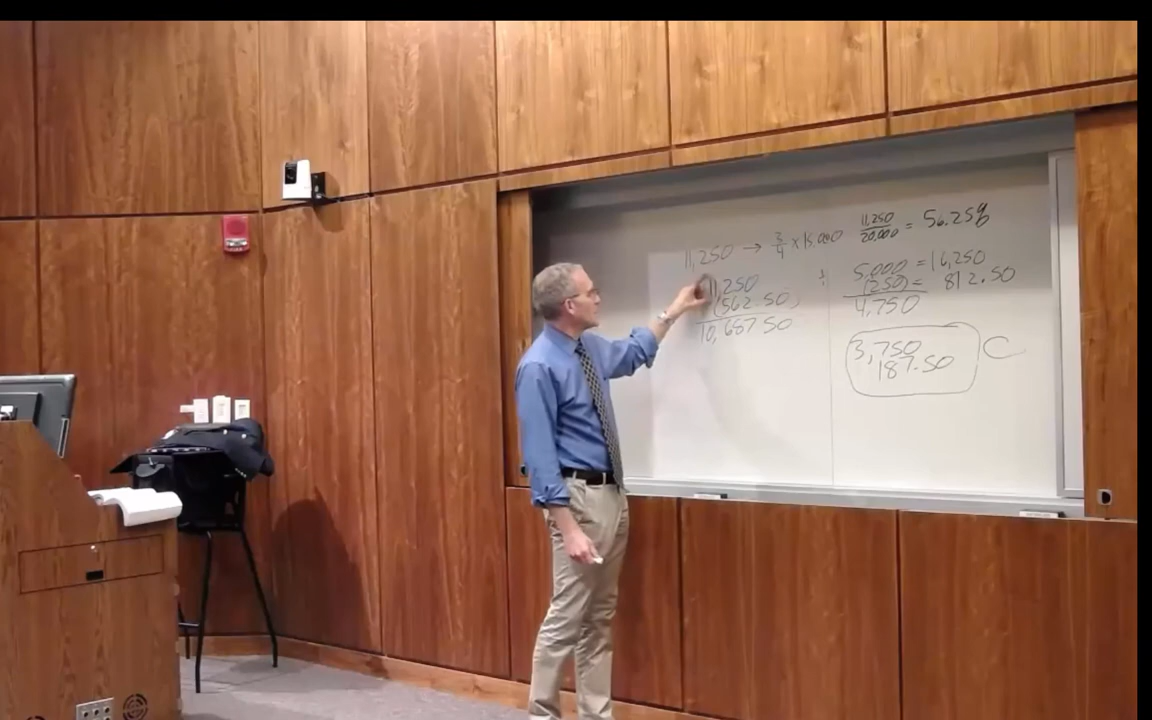 11,250 → 3/4 x 15.000
11,250
(562.50)
10,687.50
11,250/20,000 = 56.25%
5.000 = 16,250
(250) = 812.50
4,750
3,750
187.50
C